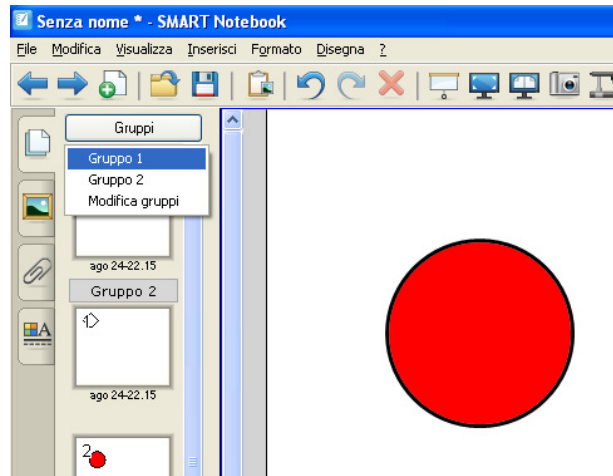 Senza nome * - SMART Notebook
File Modifica Visualizza Inserisci Formato Disegna ?
Gruppi
Gruppo 1
Gruppo 2
Modifica gruppi
ago 24-22.15
Gruppo 2
1
ago 24-22.15
2